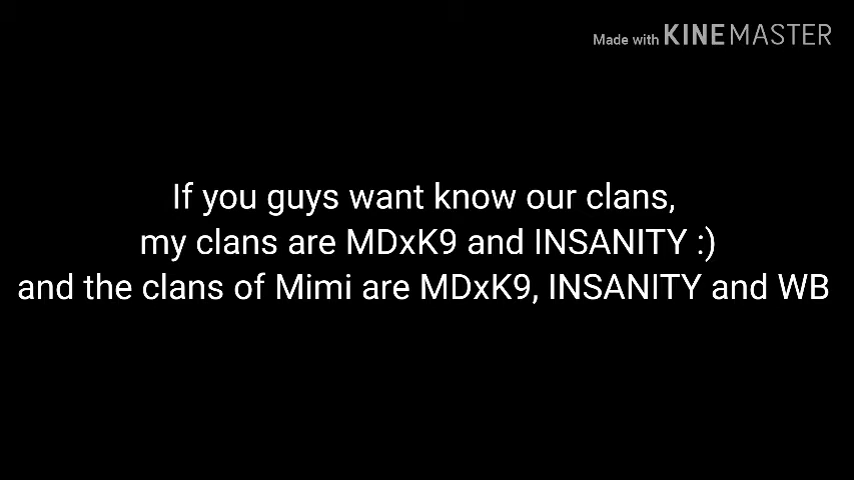 Made with KINEMASTER
If you guys want know our clans,
my clans are MDxK9 and INSANITY :)
and the clans of Mimi are MDxK9, INSANITY and WB